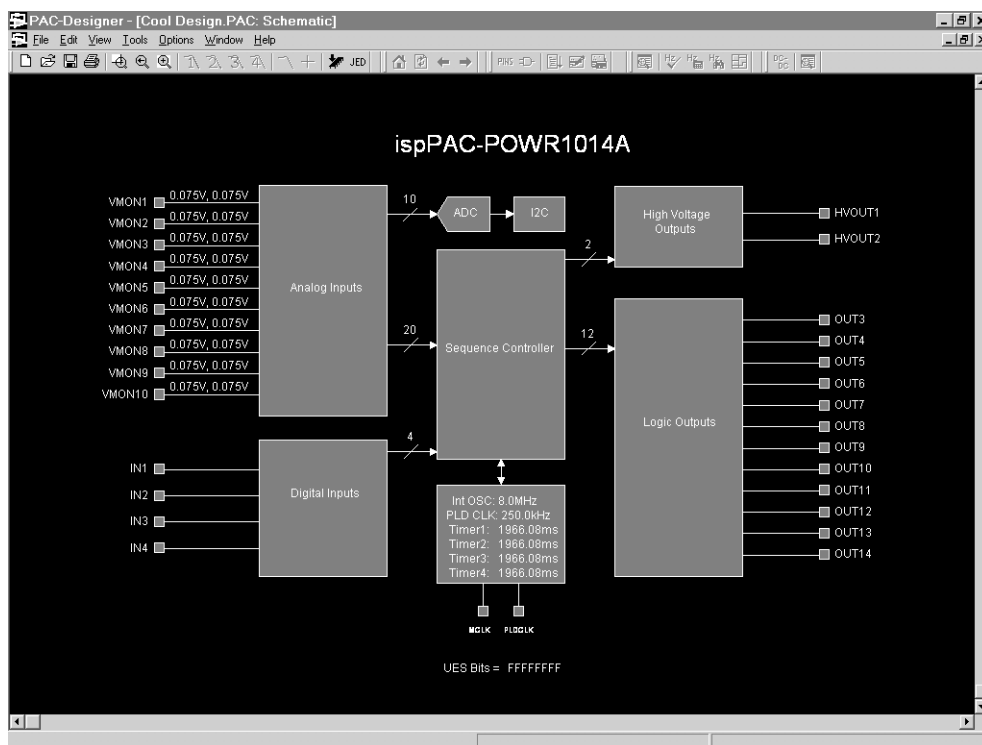 PAC-Designer - [Cool Design.PAC: Schematic]
File Edit View Tools Options Window Help
JED PINS Hz Hz Hz DC-DC
ispPAC-POWR1014A
VMON1 0.075V, 0.075V
VMON2 0.075V, 0.075V
VMON3 0.075V, 0.075V
VMON4 0.075V, 0.075V
VMON5 0.075V, 0.075V
VMON6 0.075V, 0.075V
VMON7 0.075V, 0.075V
VMON8 0.075V, 0.075V
VMON9 0.075V, 0.075V
VMON10 0.075V, 0.075V
Analog Inputs
10
ADC
I2C
20
Sequence Controller
2
High Voltage
Outputs
HVOUT1
HVOUT2
12
Logic Outputs
OUT3
OUT4
OUT5
OUT6
OUT7
OUT8
OUT9
OUT10
OUT11
OUT12
OUT13
OUT14
IN1
IN2
IN3
IN4
Digital Inputs
4
Int OSC: 8.0MHz
PLD CLK: 250.0kHz
Timer1: 1966.08ms
Timer2: 1966.08ms
Timer3: 1966.08ms
Timer4: 1966.08ms
MCLK PLDCLK
UES Bits = FFFFFFFF